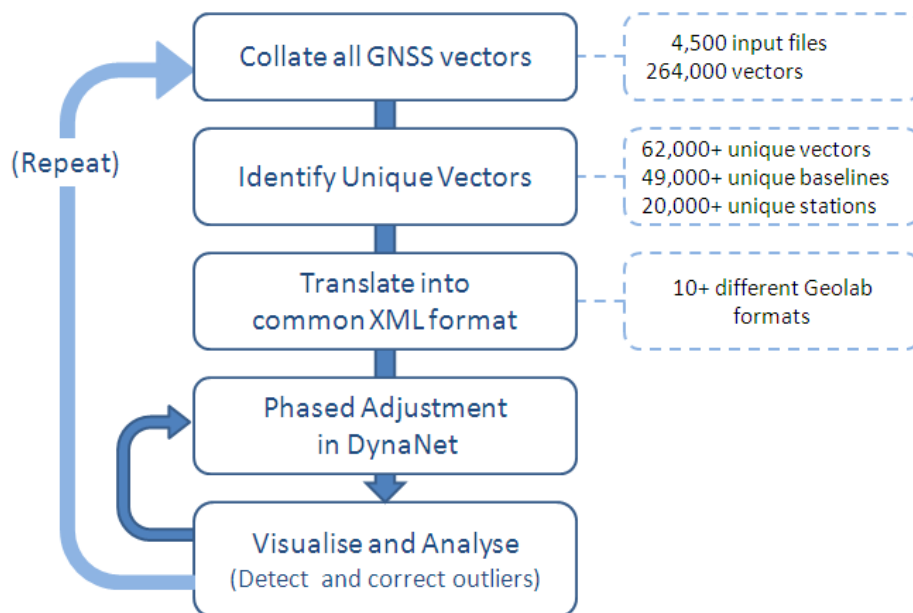 Collate all GNSS vectors
4,500 input files
264,000 vectors
(Repeat)
Identify Unique Vectors
62,000+ unique vectors
49,000+ unique baselines
20,000+ unique stations
Translate into
common XML format
10+ different Geolab
formats
Phased Adjustment
in DynaNet
Visualise and Analyse
(Detect and correct outliers)